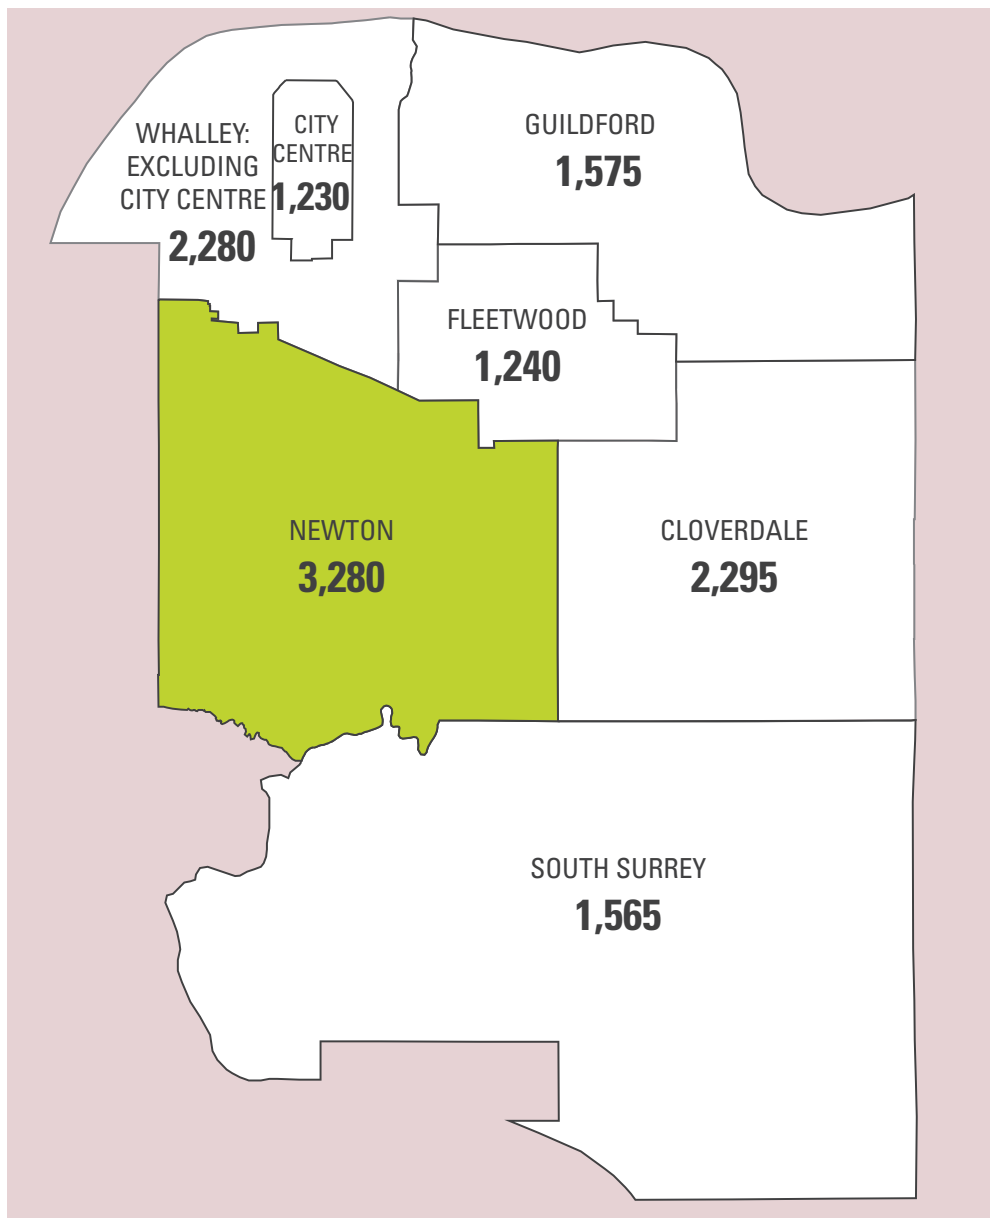 WHALLEY:
EXCLUDING
CITY CENTRE
2,280
CITY
CENTRE
1,230
GUILDFORD
1,575
FLEETWOOD
1,240
NEWTON
3,280
CLOVERDALE
2,295
SOUTH SURREY
1,565